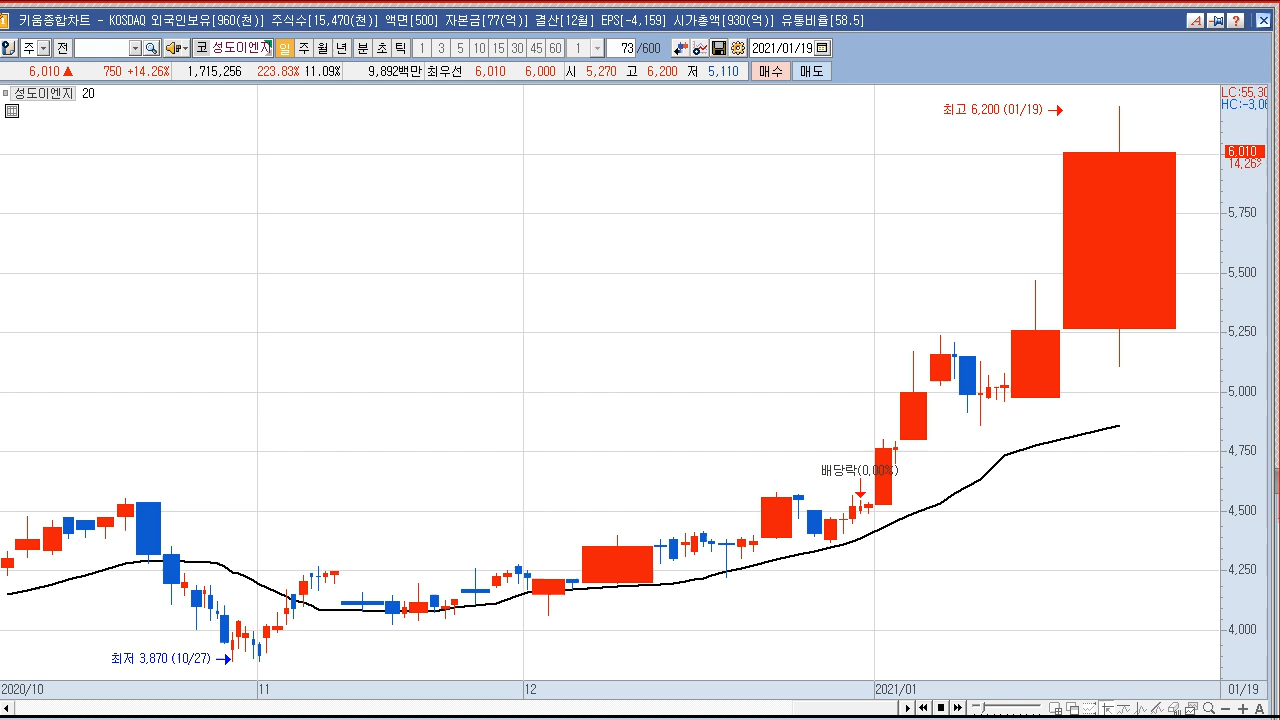 키움종합차트 - KOSDAQ 외국인보유[960(천)] 주식수[15,470(천)] 액면[500] 자본금[77(억)] 결산[12월] EPS[-4,159] 시가총액[930(억)] 유통비율[58.5]
주 전 코 성도이엔지 일 주 월 년 분 초 틱 1 3 5 10 15 30 45 60 1 73 /600 2021/01/19
6,010 ▲ 750 +14.26% 1,715,256 223.83% 11.09% 9,892백만 최우선 6,010 6,000 시 5,270 고 6,200 저 5,110 매수 매도
성도이엔지 20
LC:55,30
HC:-3,06
최고 6,200 (01/19) →
6,010
14,26%
5,750
5,500
5,250
5,000
4,750
배당락(0,00%)
4,500
4,250
4,000
최저 3,870 (10/27) →
2020/10 11 12 2021/01 01/19
A